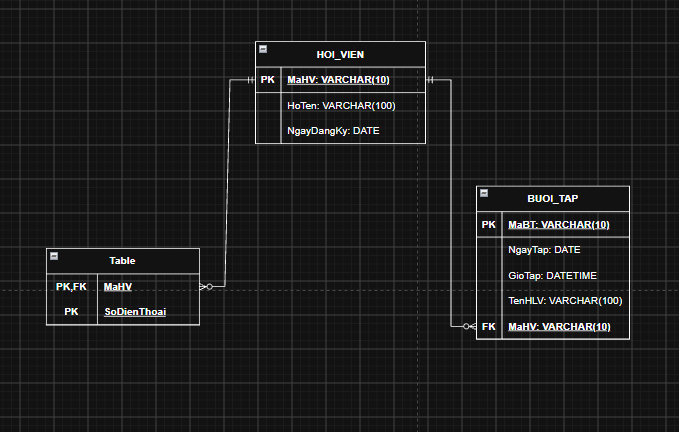 HOI_VIEN
PK MaHV: VARCHAR(10)
HoTen: VARCHAR(100)
NgayDangKy: DATE
BUOI_TAP
PK MaBT: VARCHAR(10)
NgayTap: DATE
GioTap: DATETIME
TenHLV: VARCHAR(100)
FK MaHV: VARCHAR(10)
Table
PK,FK MaHV
PK SoDienThoai